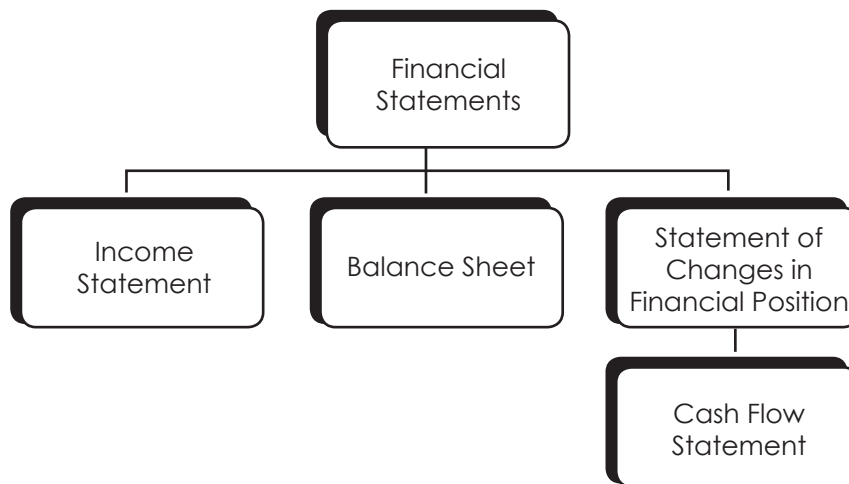 Financial
Statements
Income
Statement
Balance Sheet
Statement of
Changes in
Financial Position
Cash Flow
Statement